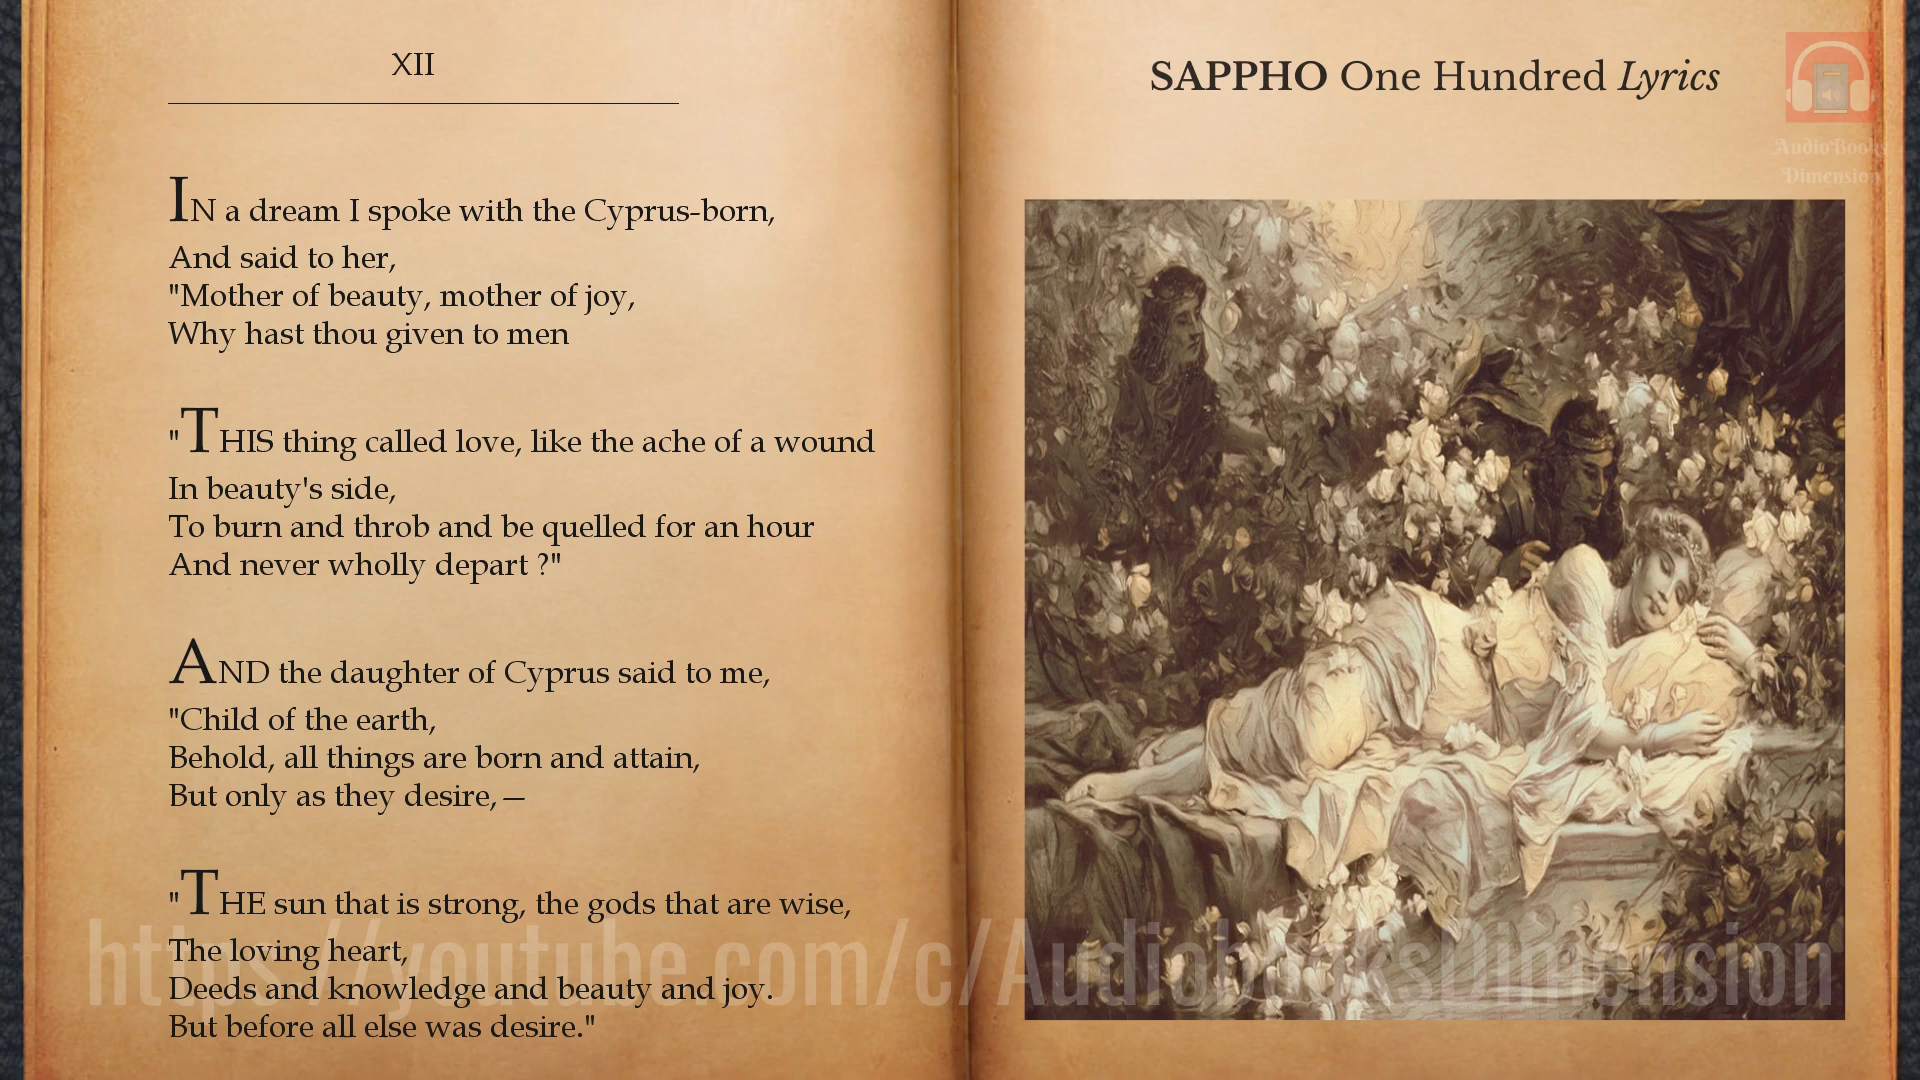 XII
IN a dream I spoke with the Cyprus-born,
And said to her,
"Mother of beauty, mother of joy,
Why hast thou given to men
"THIS thing called love, like the ache of a wound
In beauty's side,
To burn and throb and be quelled for an hour
And never wholly depart ?"
AND the daughter of Cyprus said to me,
"Child of the earth,
Behold, all things are born and attain,
But only as they desire,—
"THE sun that is strong, the gods that are wise,
The loving heart,
Deeds and knowledge and beauty and joy.
But before all else was desire."
SAPPHO One Hundred Lyrics
AudioBooks
Dimension
https://youtube.com/c/AudiobooksDimension